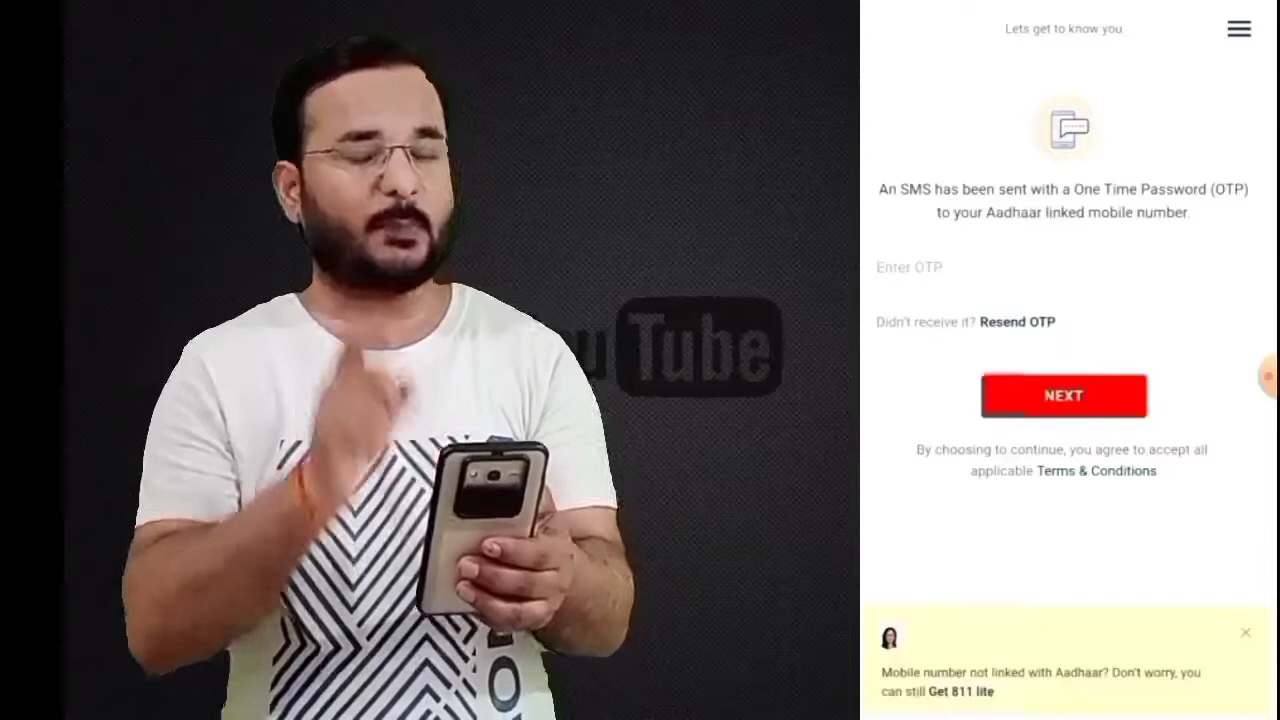 Lets get to know you
An SMS has been sent with a One Time Password (OTP)
to your Aadhaar linked mobile number.
Enter OTP
Didn't receive it? Resend OTP
NEXT
By choosing to continue, you agree to accept all
applicable Terms & Conditions
Mobile number not linked with Aadhaar? Don't worry, you
can still Get 811 lite
Tube